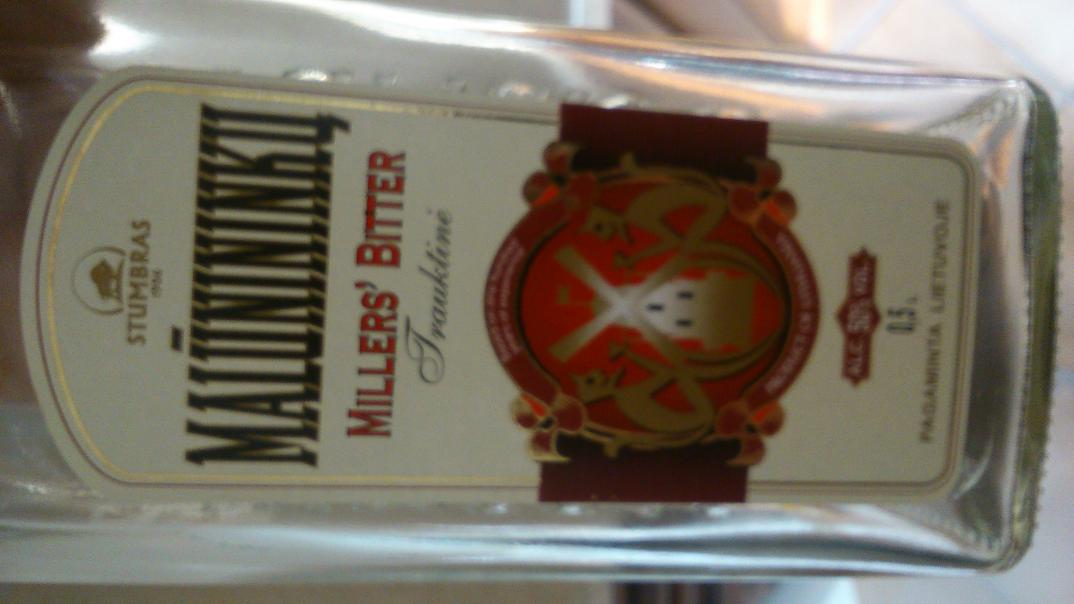 STUMBRAS
1906
MALŪNININKŲ
MILLERS' BITTER
Trauktinė
ALC 50% VOL.
0,5 L
PAGAMINTA LIETUVOJE